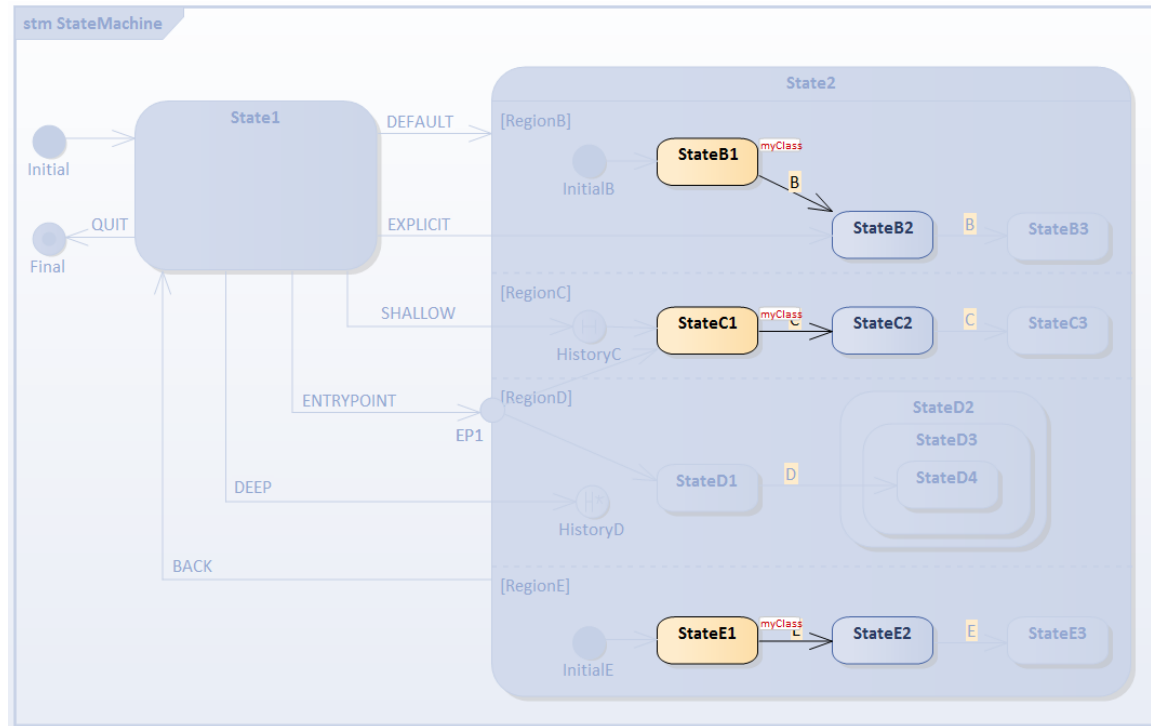 stm StateMachine
State2
State1
DEFAULT
[RegionB]
Initial
InitialB
StateB1
myClass
B
QUIT
EXPLICIT
StateB2
B
StateB3
Final
[RegionC]
SHALLOW
HistoryC
StateC1
myClass
C
StateC2
C
StateC3
ENTRYPOINT
[RegionD]
EP1
StateD2
StateD3
StateD1
D
StateD4
DEEP
HistoryD
BACK
[RegionE]
InitialE
StateE1
myClass
E
StateE2
E
StateE3